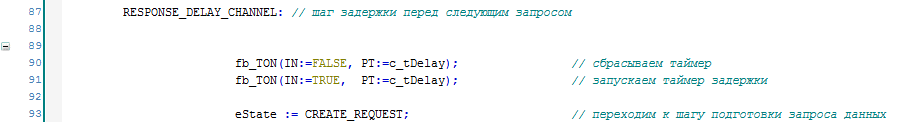 87 RESPONSE_DELAY_CHANNEL: // шаг задержки перед следующим запросом
88
89
90 fb_TON(IN:=FALSE, PT:=c_tDelay); // сбрасываем таймер
91 fb_TON(IN:=TRUE, PT:=c_tDelay); // запускаем таймер задержки
92
93 eState := CREATE_REQUEST; // переходим к шагу подготовки запроса данных